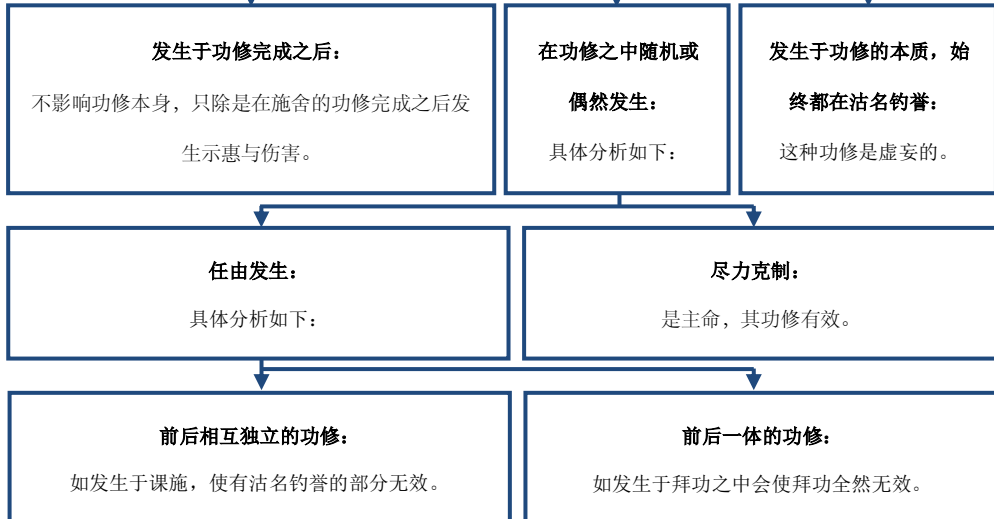 发生于功修完成之后：
不影响功修本身，只除是在施舍的功修完成之后发
生示惠与伤害。
在功修之中随机或
偶然发生：
具体分析如下：
发生于功修的本质，始
终都在沽名钓誉：
这种功修是虚妄的。
任由发生：
具体分析如下：
尽力克制：
是主命，其功修有效。
前后相互独立的功修：
如发生于课施，使有沽名钓誉的部分无效。
前后一体的功修：
如发生于拜功之中会使拜功全然无效。